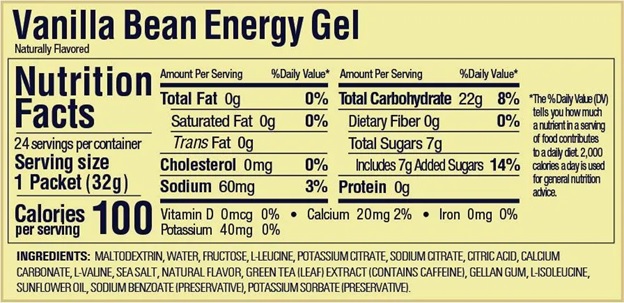 Vanilla Bean Energy Gel
Naturally Flavored
Nutrition
Facts
24 servings per container
Serving size
1 Packet (32g)
Calories
per serving 100
Amount Per Serving %Daily Value*
Total Fat 0g 0%
Saturated Fat 0g 0%
Trans Fat 0g
Cholesterol 0mg 0%
Sodium 60mg 3%
Amount Per Serving %Daily Value*
Total Carbohydrate 22g 8%
Dietary Fiber 0g 0%
Total Sugars 7g
Includes 7g Added Sugars 14%
Protein 0g
Vitamin D 0mcg 0% • Calcium 20mg 2% • Iron 0mg 0%
Potassium 40mg 0%
*The % Daily Value (DV)
tells you how much
a nutrient in a serving
of food contributes
to a daily diet. 2,000
calories a day is used
for general nutrition
advice.
INGREDIENTS: MALTODEXTRIN, WATER, FRUCTOSE, L-LEUCINE, POTASSIUM CITRATE, SODIUM CITRATE, CITRIC ACID, CALCIUM
CARBONATE, L-VALINE, SEA SALT, NATURAL FLAVOR, GREEN TEA (LEAF) EXTRACT (CONTAINS CAFFEINE), GELLAN GUM, L-ISOLEUCINE,
SUNFLOWER OIL, SODIUM BENZOATE (PRESERVATIVE), POTASSIUM SORBATE (PRESERVATIVE).